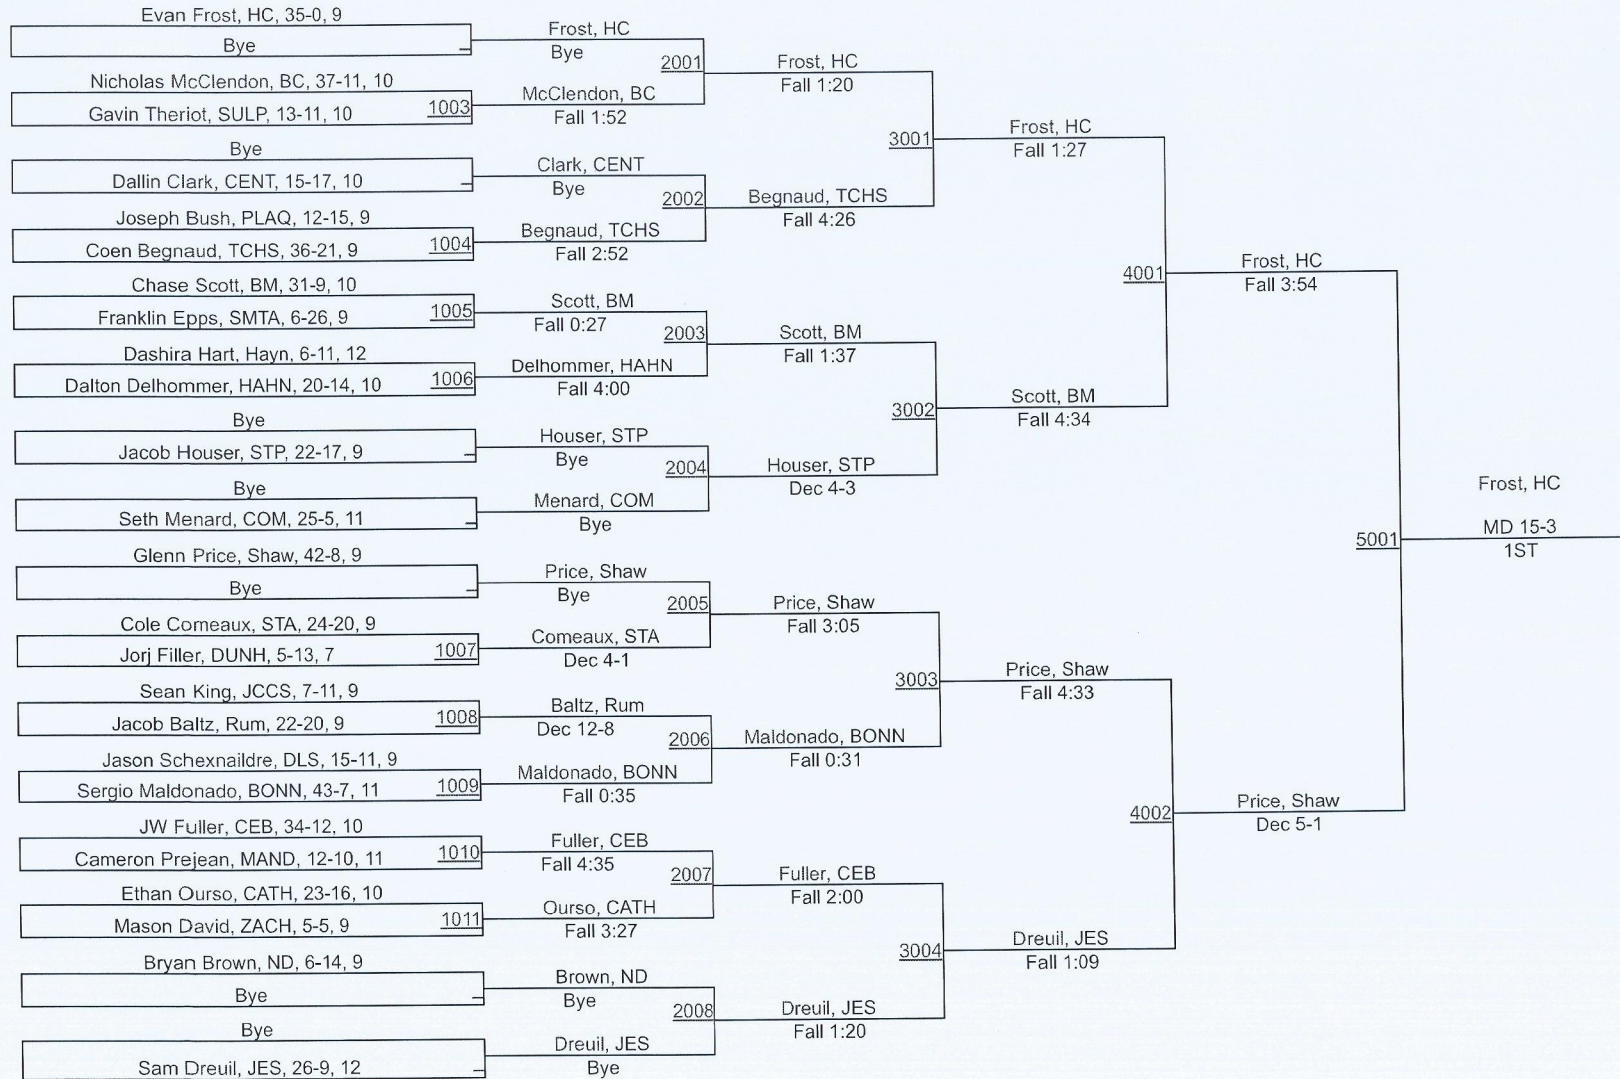 Evan Frost, HC, 35-0, 9
Bye
Nicholas McClendon, BC, 37-11, 10
Gavin Theriot, SULP, 13-11, 10
1003
Bye
Dallin Clark, CENT, 15-17, 10
Joseph Bush, PLAQ, 12-15, 9
Coen Begnaud, TCHS, 36-21, 9
1004
Chase Scott, BM, 31-9, 10
Franklin Epps, SMTA, 6-26, 9
1005
Dashira Hart, Hayn, 6-11, 12
Dalton Delhommer, HAHN, 20-14, 10
1006
Bye
Jacob Houser, STP, 22-17, 9
Bye
Seth Menard, COM, 25-5, 11
Glenn Price, Shaw, 42-8, 9
Bye
Cole Comeaux, STA, 24-20, 9
Jorj Filler, DUNH, 5-13, 7
1007
Sean King, JCCS, 7-11, 9
Jacob Baltz, Rum, 22-20, 9
1008
Jason Schexnaildre, DLS, 15-11, 9
Sergio Maldonado, BONN, 43-7, 11
1009
JW Fuller, CEB, 34-12, 10
Cameron Prejean, MAND, 12-10, 11
1010
Ethan Ourso, CATH, 23-16, 10
Mason David, ZACH, 5-5, 9
1011
Bryan Brown, ND, 6-14, 9
Bye
Bye
Sam Dreuil, JES, 26-9, 12
Frost, HC
Bye
2001
McClendon, BC
Fall 1:52
Clark, CENT
Bye
2002
Begnaud, TCHS
Fall 2:52
Scott, BM
Fall 0:27
2003
Delhommer, HAHN
Fall 4:00
Houser, STP
Bye
2004
Menard, COM
Bye
Price, Shaw
Bye
2005
Comeaux, STA
Dec 4-1
Baltz, Rum
Dec 12-8
2006
Maldonado, BONN
Fall 0:35
Fuller, CEB
Fall 4:35
2007
Ourso, CATH
Fall 3:27
Brown, ND
Bye
2008
Dreuil, JES
Bye
Frost, HC
Fall 1:20
3001
Begnaud, TCHS
Fall 4:26
Scott, BM
Fall 1:37
3002
Houser, STP
Dec 4-3
Price, Shaw
Fall 3:05
3003
Maldonado, BONN
Fall 0:31
Fuller, CEB
Fall 2:00
3004
Dreuil, JES
Fall 1:20
Frost, HC
Fall 1:27
4001
Scott, BM
Fall 4:34
Price, Shaw
Fall 4:33
4002
Dreuil, JES
Fall 1:09
Frost, HC
Fall 3:54
5001
Price, Shaw
Dec 5-1
Frost, HC
MD 15-3
1ST